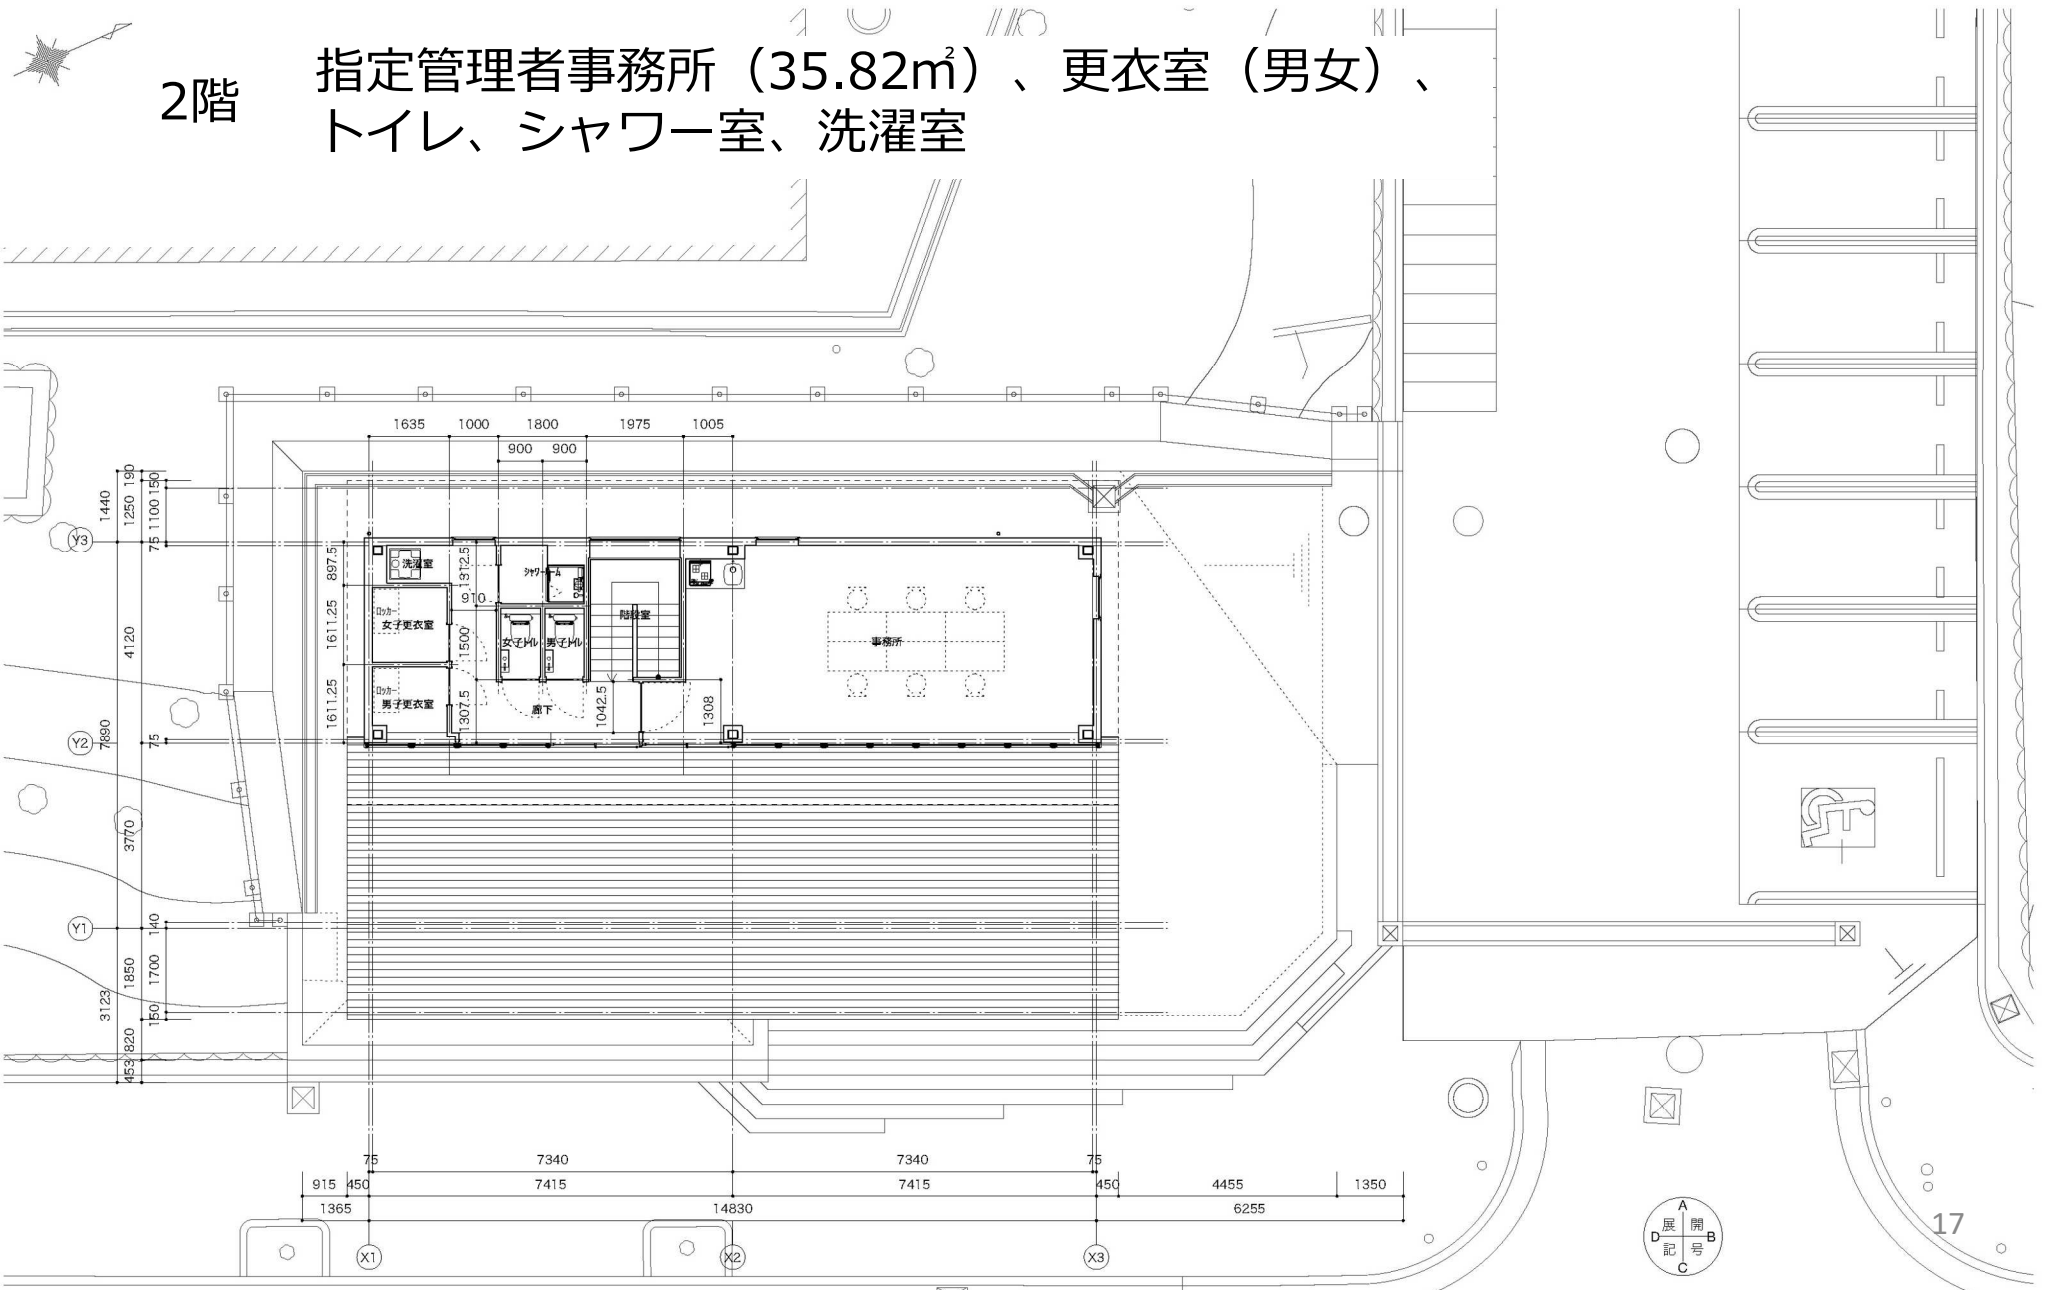 2階
指定管理者事務所（35.82㎡）、更衣室（男女）、
トイレ、シャワー室、洗濯室
1635 1000 1800 1975 1005
900 900
190
1440 1250 150
1100
Y3 75
897.5 洗濯室 1312.5 シャワールーム
910
1611.25 ロッカー 女子更衣室 1500 女子トイレ 男子トイレ 階段室 事務所
4120
1611.25 ロッカー 男子更衣室 1307.5 廊下 1042.5 1308
Y2 7890 75
3770
Y1 140
1850 1700
3123 150
820
453
75 7340 7340 75
915 450 7415 7415 450 4455 1350
1365 14830 6255
X1 X2 X3
A
展 開
D B
記 号
C
17